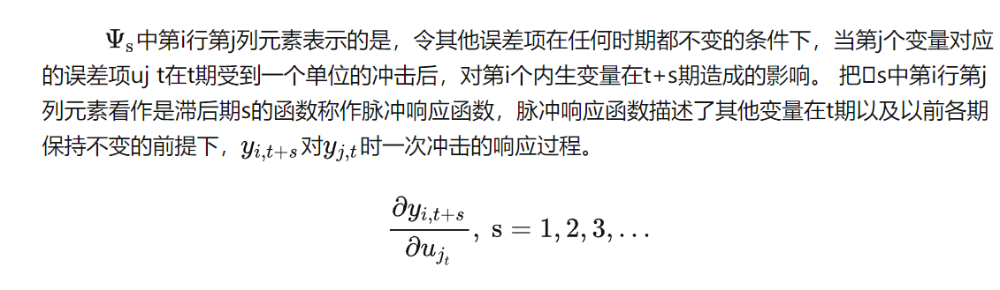 Ψs中第i行第j列元素表示的是，令其他误差项在任何时期都不变的条件下，当第j个变量对应
的误差项uj t在t期受到一个单位的冲击后，对第i个内生变量在t+s期造成的影响。 把▯s中第i行第j
列元素看作是滞后期s的函数称作脉冲响应函数，脉冲响应函数描述了其他变量在t期以及以前各期
保持不变的前提下，y_{i,t+s}对y_{j,t}时一次冲击的响应过程。
∂y_{i,t+s}/∂u_{j_t}, s = 1, 2, 3, …